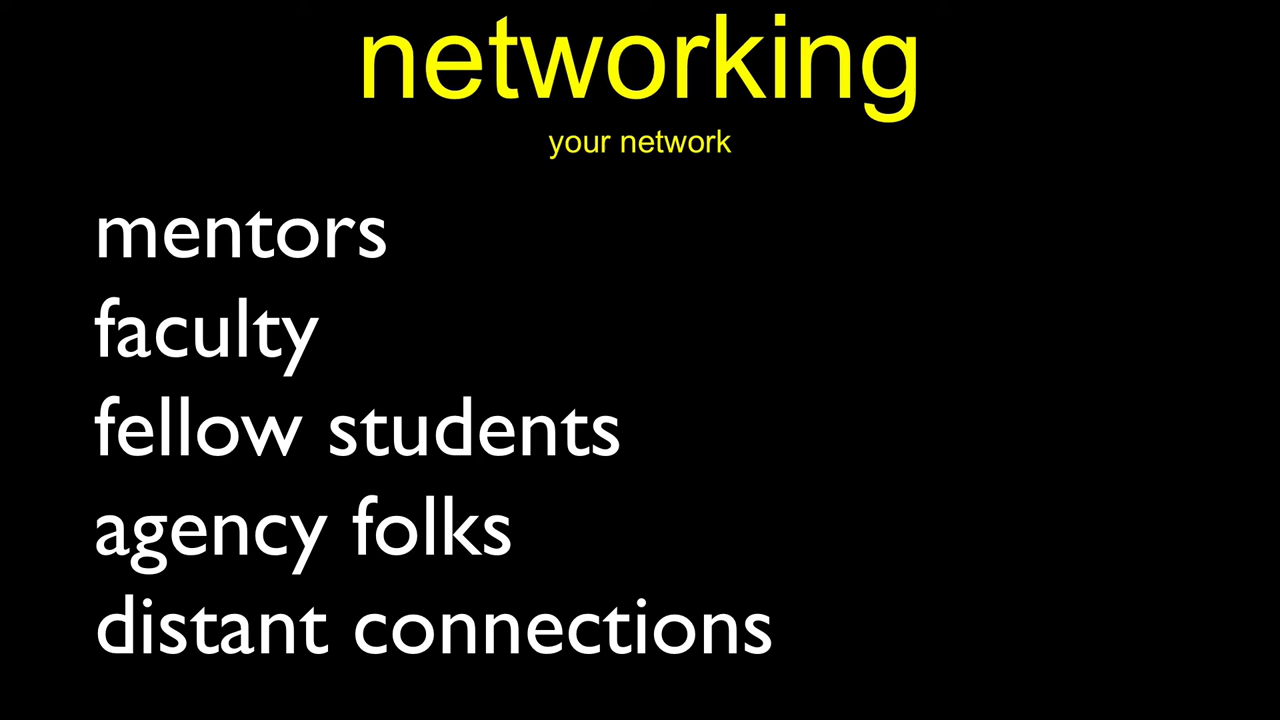 networking
your network
mentors
faculty
fellow students
agency folks
distant connections